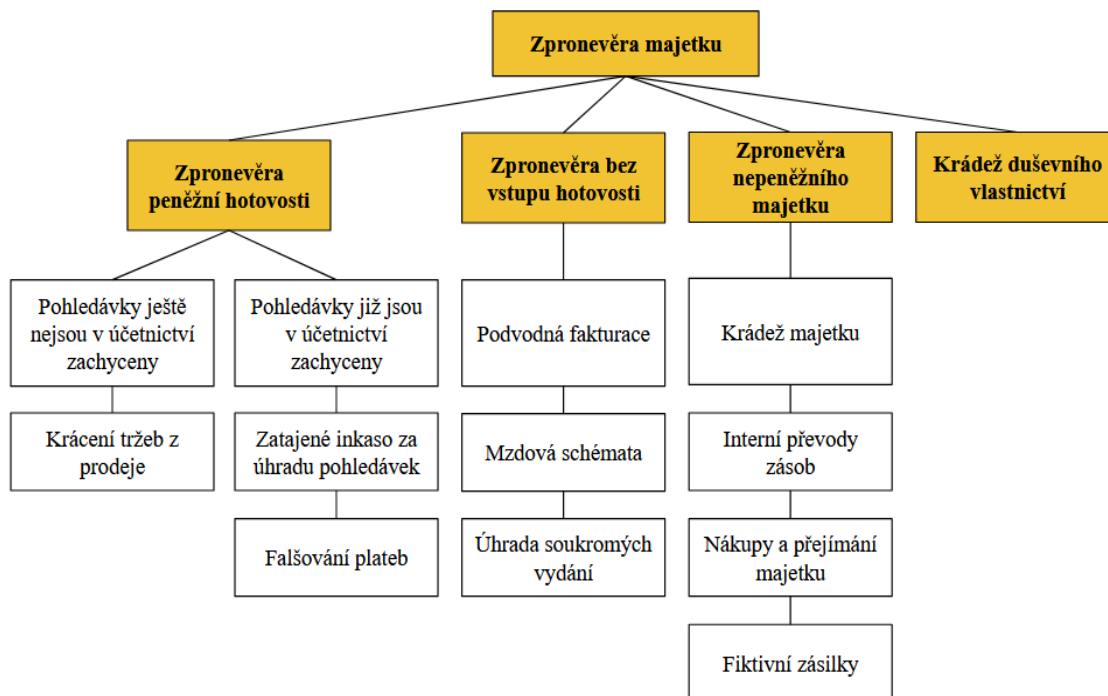 Zpronevěra majetku
Zpronevěra
peněžní hotovosti
Zpronevěra bez
vstupu hotovosti
Zpronevěra
nepeněžního
majetku
Krádež duševního
vlastnictví
Pohledávky ještě
nejsou v účetnictví
zachyceny
Pohledávky již jsou
v účetnictví
zachyceny
Podvodná fakturace
Krádež majetku
Krácení tržeb z
prodeje
Zatajené inkaso za
úhradu pohledávek
Mzdová schémata
Interní převody
zásob
Falšování plateb
Úhrada soukromých
vydání
Nákupy a přejímání
majetku
Fiktivní zásilky